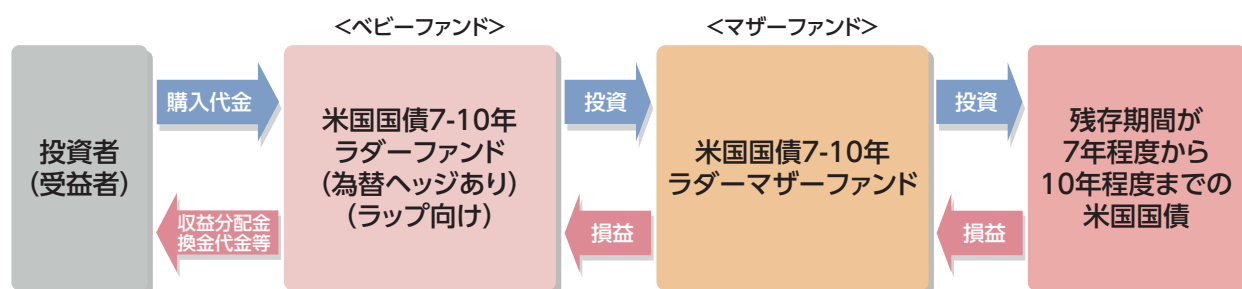 <ベビーファンド>
<マザーファンド>
投資者
(受益者)
購入代金
収益分配金
換金代金等
米国国債7-10年
ラダーファンド
(為替ヘッジあり)
(ラップ向け)
投資
損益
米国国債7-10年
ラダーマザーファンド
投資
損益
残存期間が
7年程度から
10年程度までの
米国国債